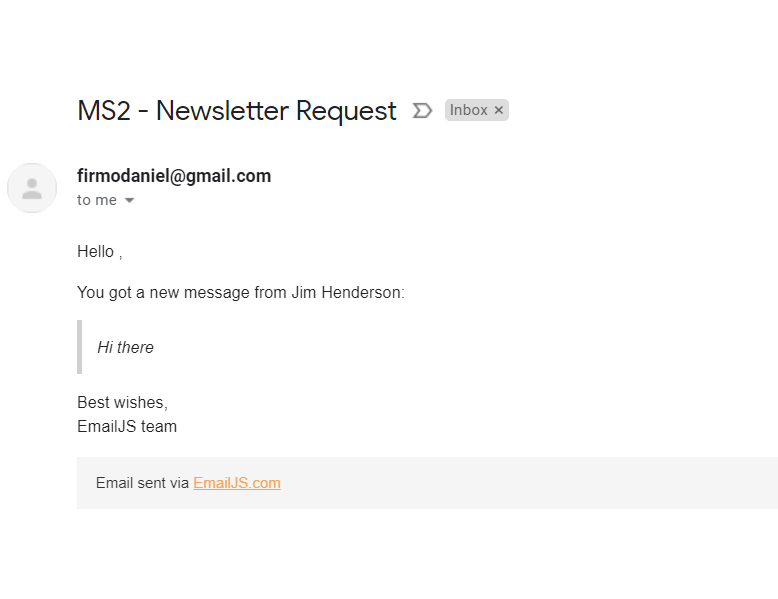 MS2 - Newsletter Request
Inbox ×
firmodaniel@gmail.com
to me
Hello ,
You got a new message from Jim Henderson:
Hi there
Best wishes,
EmailJS team
Email sent via EmailJS.com